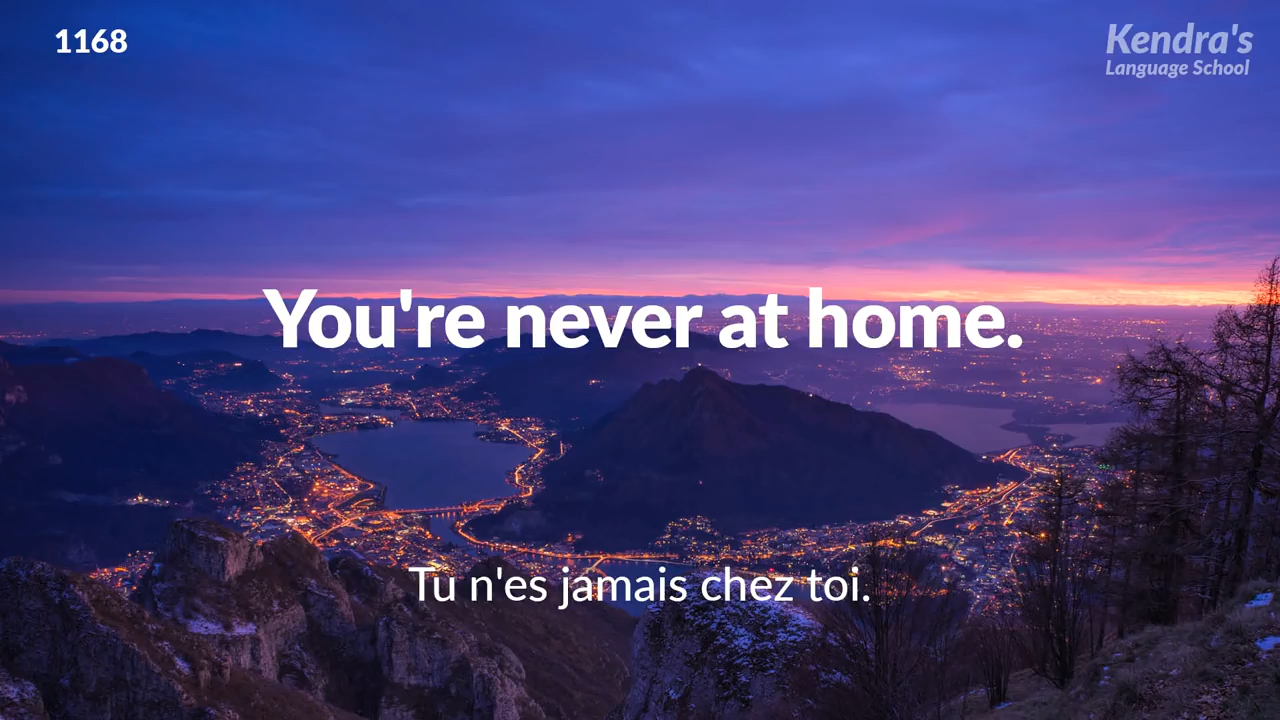 1168
Kendra's
Language School
You're never at home.
Tu n'es jamais chez toi.